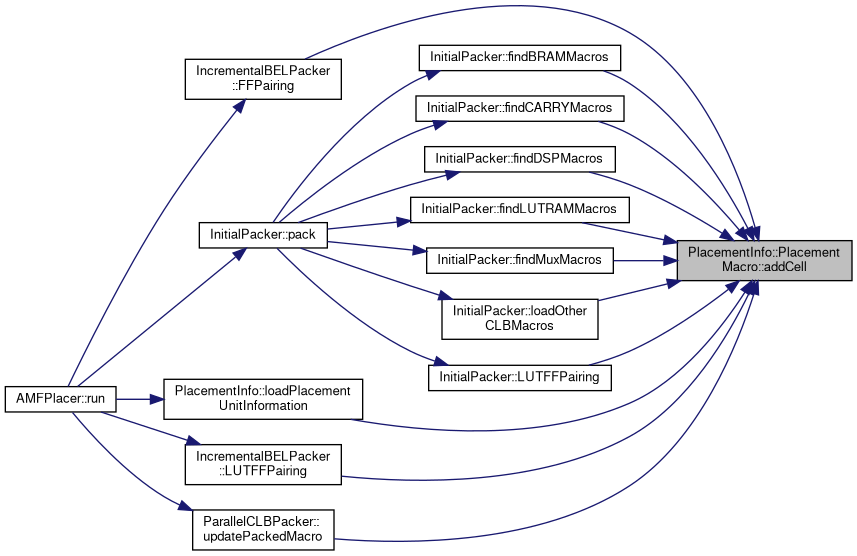 IncrementalBELPacker
::FFPairing
InitialPacker::findBRAMMacros
InitialPacker::findCARRYMacros
InitialPacker::findDSPMacros
InitialPacker::findLUTRAMMacros
InitialPacker::pack
InitialPacker::findMuxMacros
PlacementInfo::Placement
Macro::addCell
InitialPacker::loadOther
CLBMacros
InitialPacker::LUTFFPairing
AMFPlacer::run
PlacementInfo::loadPlacement
UnitInformation
IncrementalBELPacker
::LUTFFPairing
ParallelCLBPacker::
updatePackedMacro